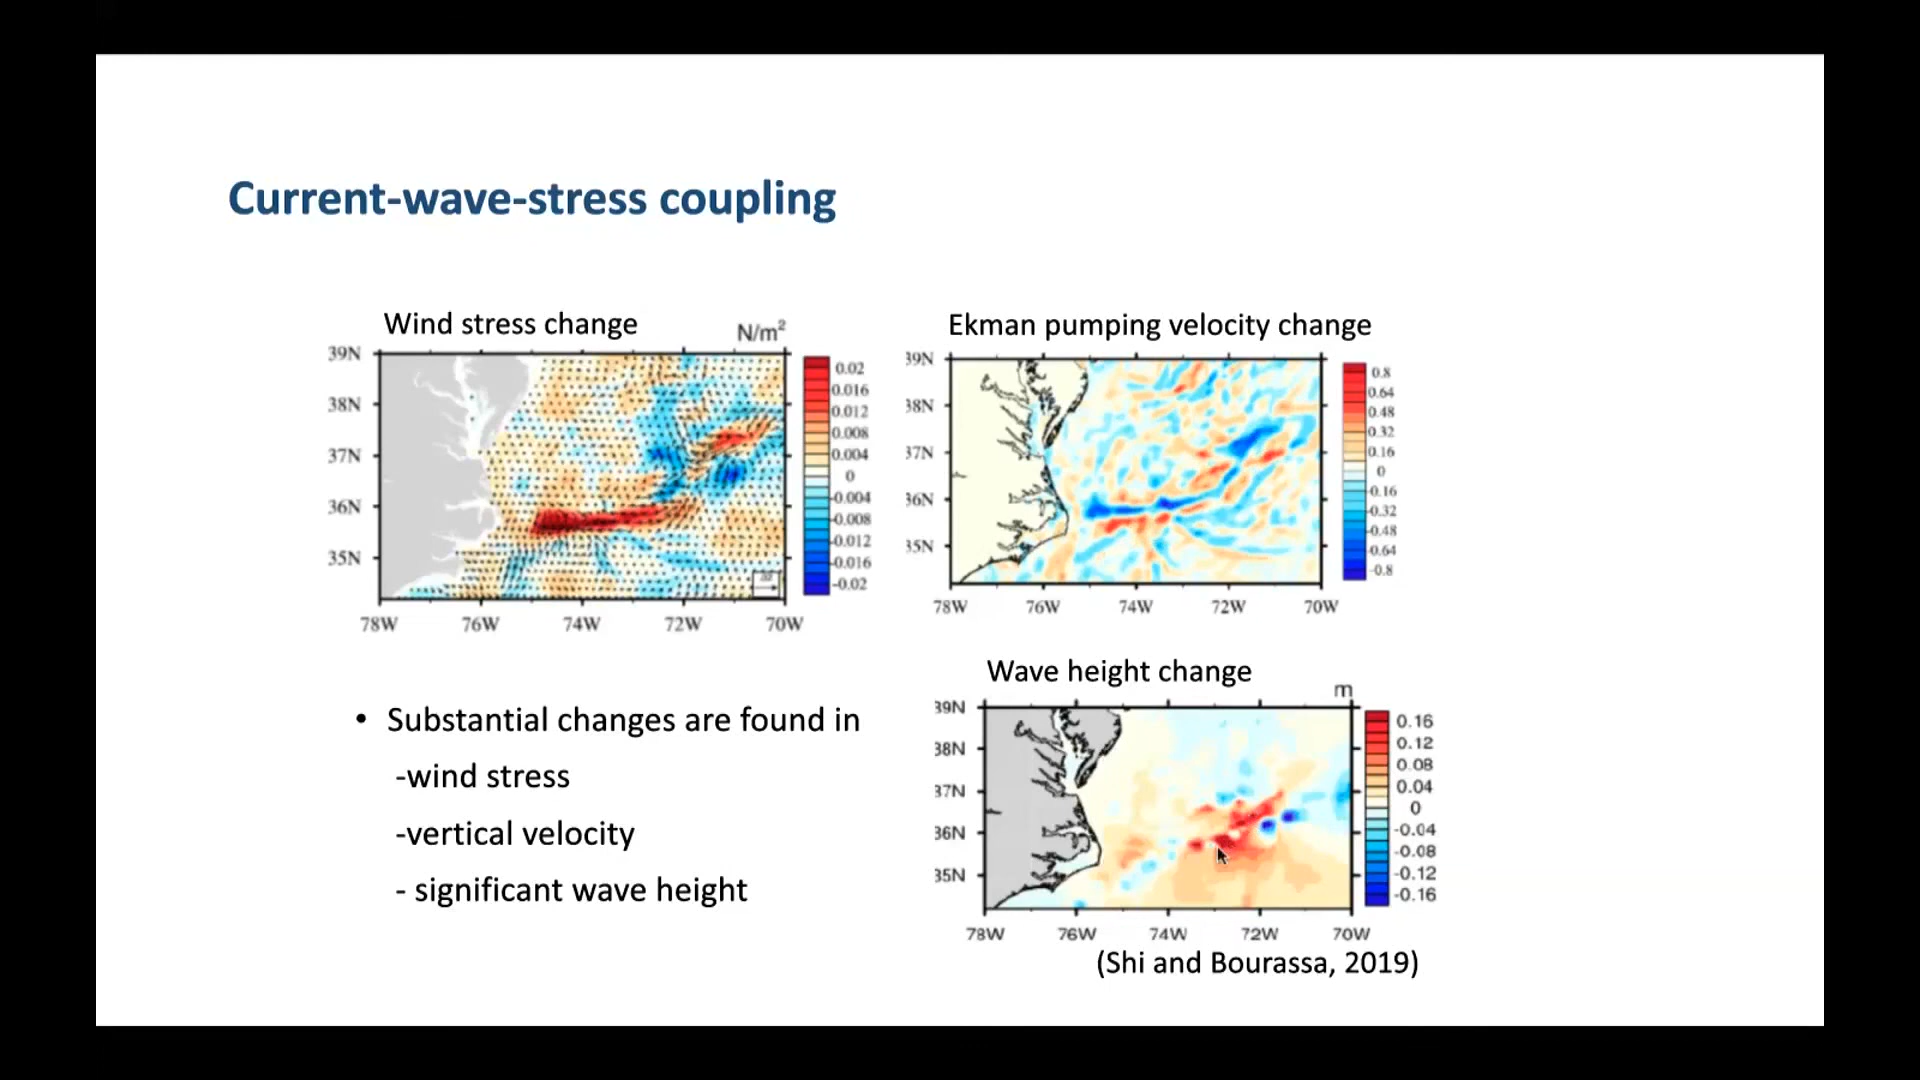 Current-wave-stress coupling
Wind stress change
N/m²
39N
38N
37N
36N
35N
78W 76W 74W 72W 70W
0.02
0.016
0.012
0.008
0.004
0
-0.004
-0.008
-0.012
-0.016
-0.02
Ekman pumping velocity change
39N
38N
37N
36N
35N
78W 76W 74W 72W 70W
0.8
0.64
0.48
0.32
0.16
0
-0.16
-0.32
-0.48
-0.64
-0.8
• Substantial changes are found in
-wind stress
-vertical velocity
- significant wave height
Wave height change
m
39N
38N
37N
36N
35N
78W 76W 74W 72W 70W
0.16
0.12
0.08
0.04
0
-0.04
-0.08
-0.12
-0.16
(Shi and Bourassa, 2019)